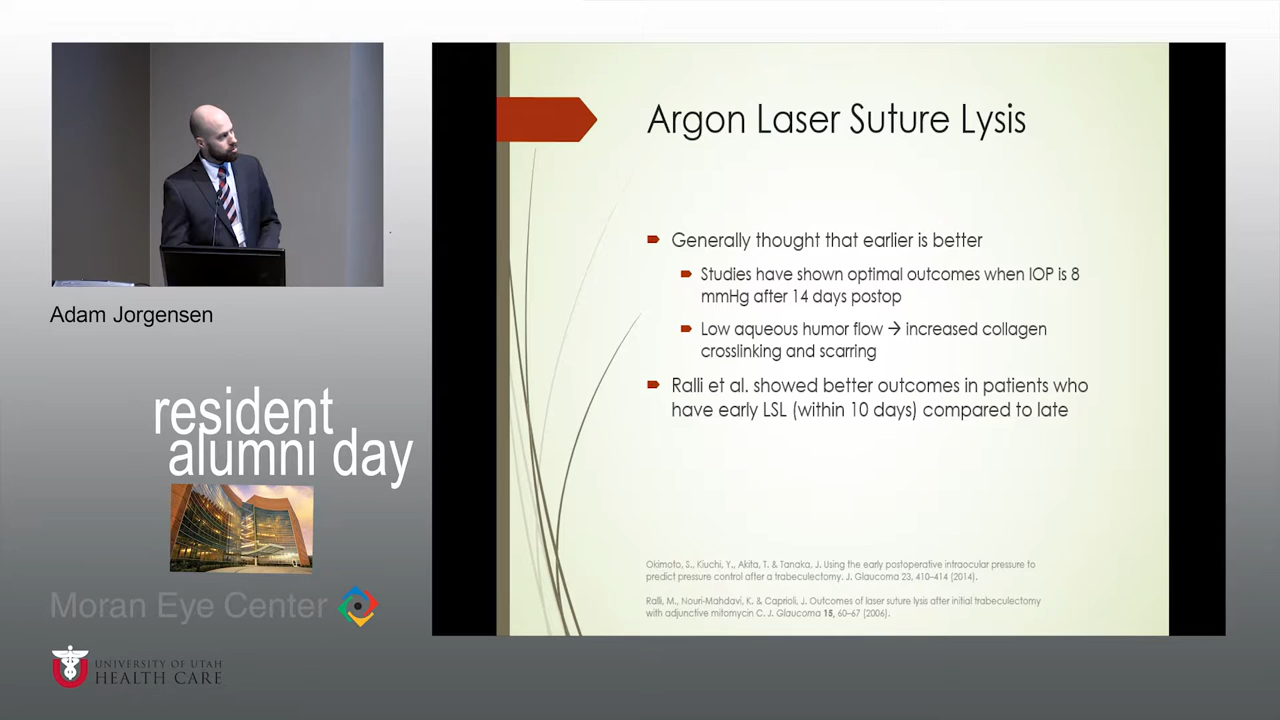 Argon Laser Suture Lysis
Generally thought that earlier is better
Studies have shown optimal outcomes when IOP is 8
mmHg after 14 days postop
Low aqueous humor flow → increased collagen
crosslinking and scarring
Ralli et al. showed better outcomes in patients who
have early LSL (within 10 days) compared to late
Okimoto, S., Kiuchi, Y., Akita, T. & Tanaka, J. Using the early postoperative intraocular pressure to
predict pressure control after a trabeculectomy. J. Glaucoma 23, 410–414 (2014).
Ralli, M., Nouri-Mahdavi, K. & Caprioli, J. Outcomes of laser suture lysis after initial trabeculectomy
with adjunctive mitomycin C. J. Glaucoma 15, 60–67 (2006).
Adam Jorgensen
resident
alumni day
Moran Eye Center
UNIVERSITY OF UTAH
HEALTH CARE